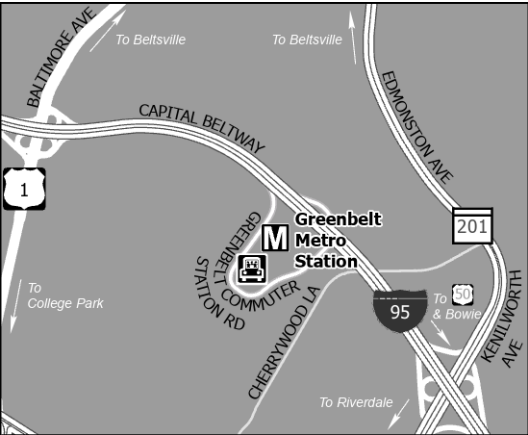 BALTIMORE AVE
To Beltsville
To Beltsville
CAPITAL BELTWAY
EDMONSTON AVE
1
201
GREENBELT COMMUTER
STATION RD
M
Greenbelt
Metro
Station
To
College Park
CHERRYWOOD LA
95
To
50
& Bowie
KENILWORTH
AVE
To Riverdale